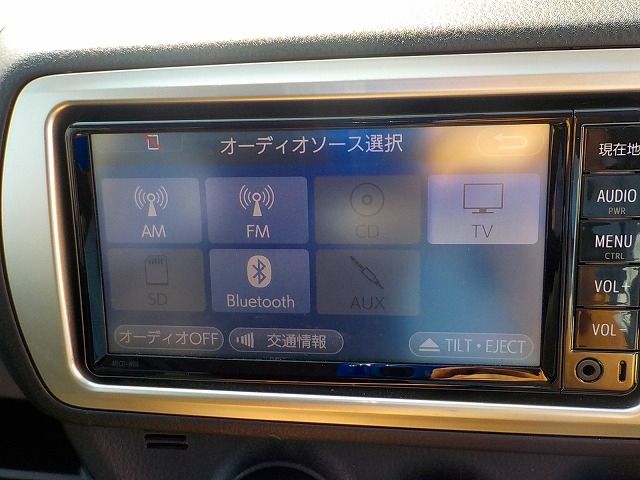 オーディオソース選択
現在地
AM
FM
CD
TV
AUDIO
PWR
SD
Bluetooth
AUX
MENU
CTRL
VOL+
オーディオOFF
交通情報
TILT・EJECT
VOL−